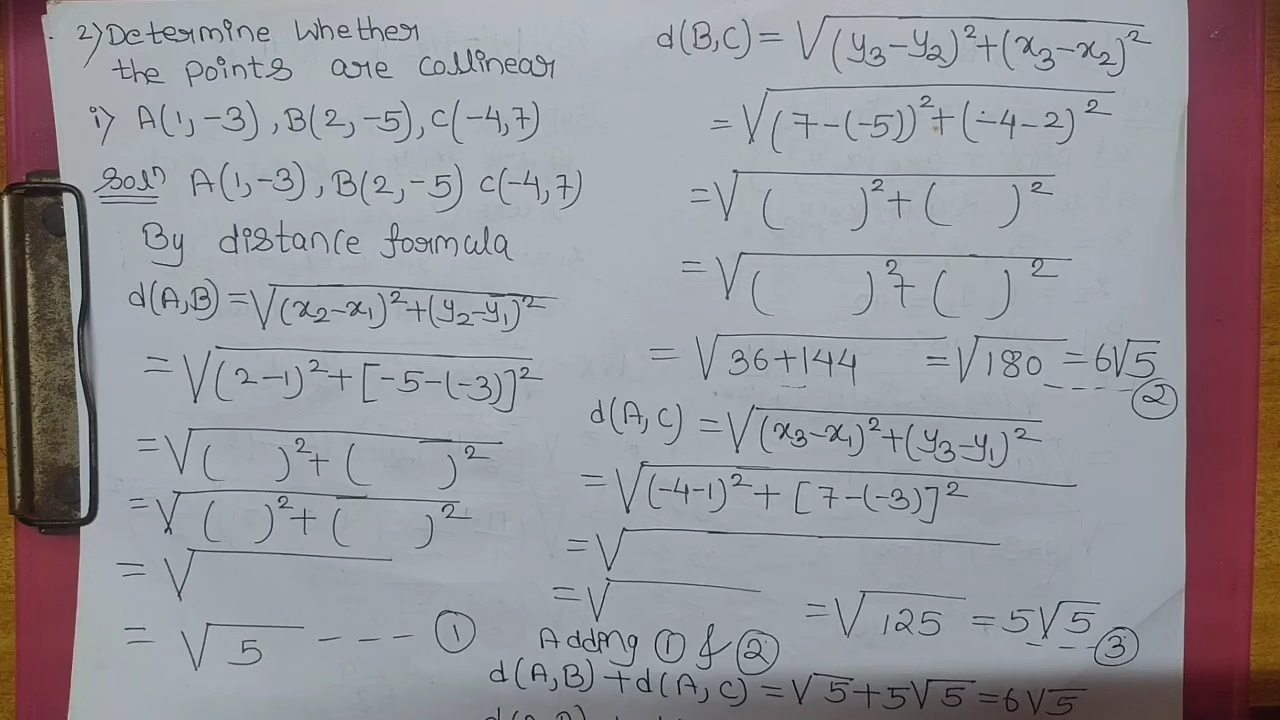 2) Determine whether
the points are collinear
i) A(1,-3), B(2,-5), C(-4,7)
Solⁿ A(1,-3), B(2,-5) C(-4,7)
By distance formula
d(A,B) = √(x₂-x₁)²+(y₂-y₁)²
= √(2-1)²+[-5-(-3)]²
= √( )²+( )²
= √( )²+( )²
= √
= √5 ---- ①
d(B,C) = √(y₃-y₂)²+(x₃-x₂)²
= √(7-(-5))²+(-4-2)²
= √( )²+( )²
= √( )²+( )²
= √36+144 = √180 = 6√5 ---- ②
d(A,C) = √(x₃-x₁)²+(y₃-y₁)²
= √(-4-1)²+[7-(-3)]²
= √
= √ = √125 = 5√5 ---- ③
Adding ① & ②
d(A,B)+d(A,C) = √5+5√5 = 6√5